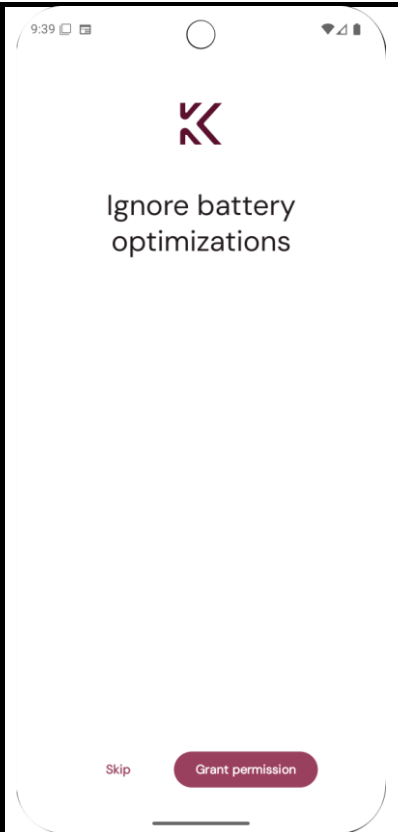 9:39
Ignore battery
optimizations
Skip
Grant permission